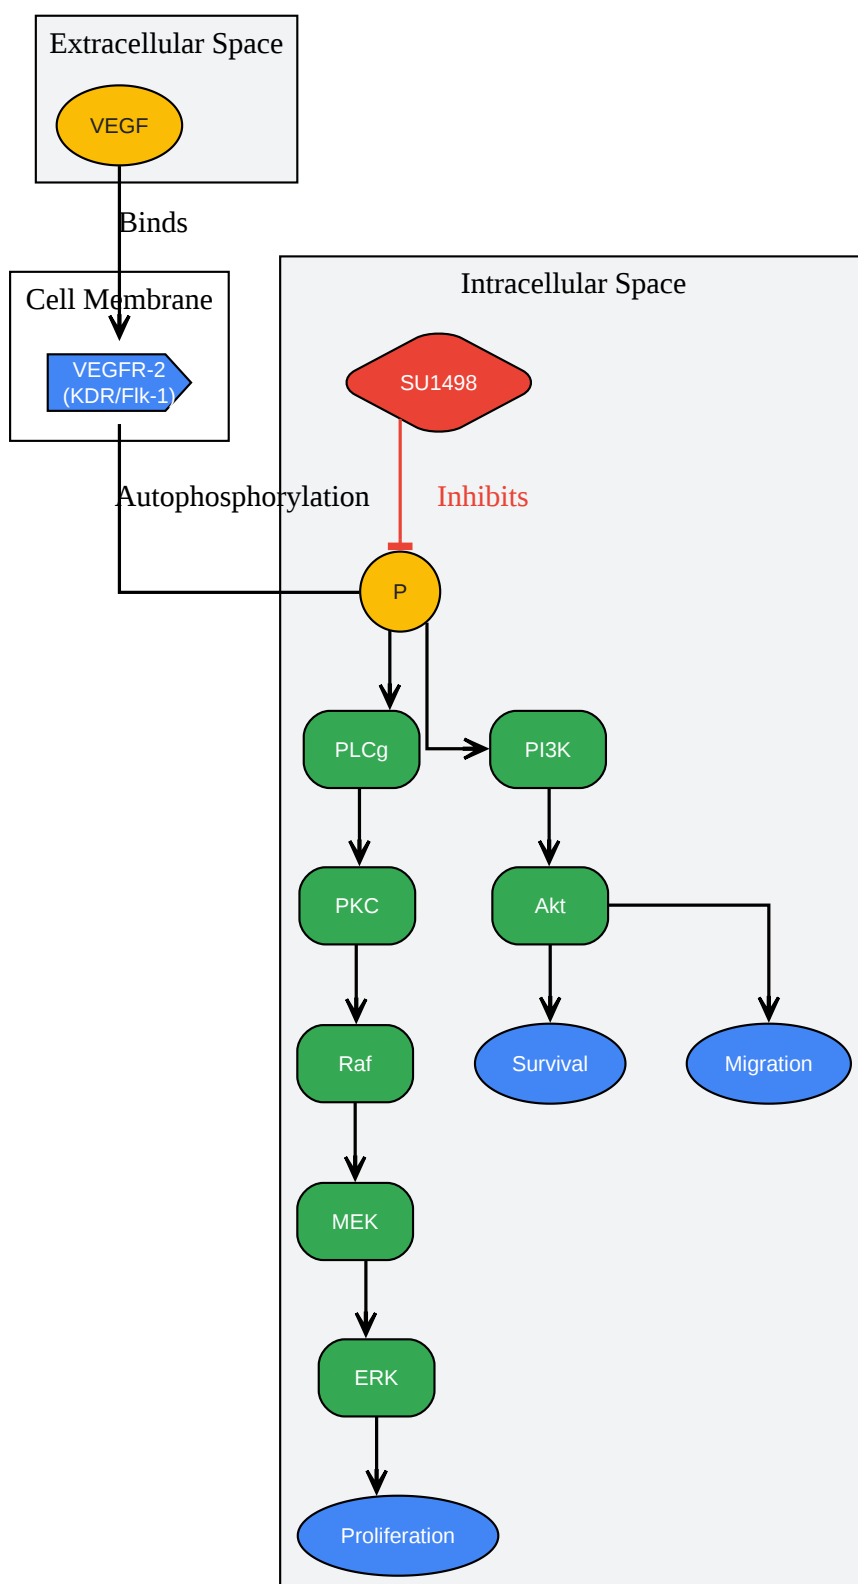 Extracellular Space
VEGF
Binds
Cell Membrane
VEGFR-2
(KDR/Flk-1)
Intracellular Space
SU1498
Autophosphorylation
Inhibits
P
PLCg
PI3K
PKC
Akt
Raf
Survival
Migration
MEK
ERK
Proliferation